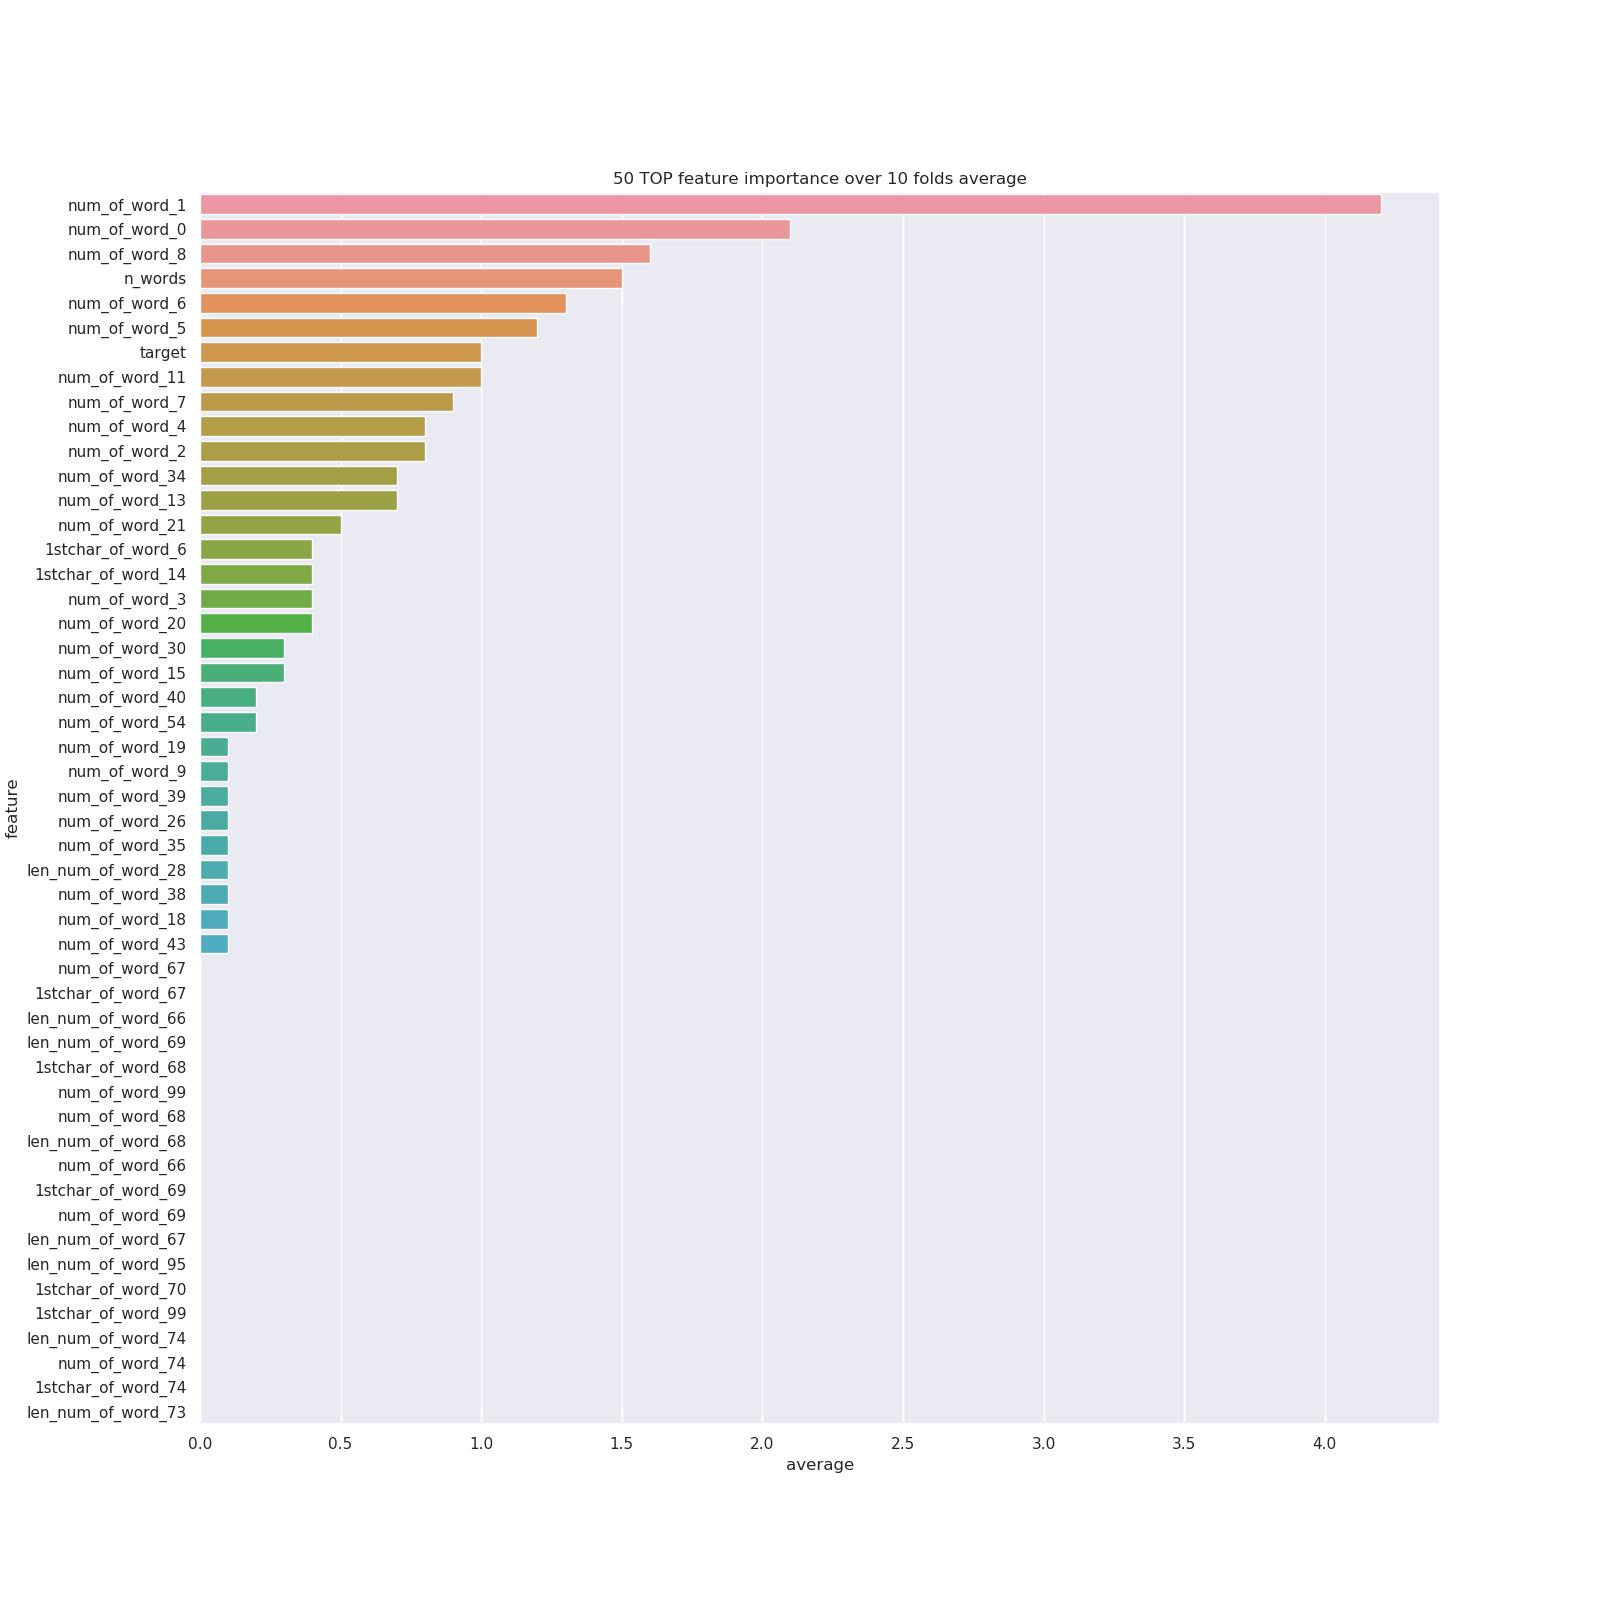 50 TOP feature importance over 10 folds average
num_of_word_1
num_of_word_0
num_of_word_8
n_words
num_of_word_6
num_of_word_5
target
num_of_word_11
num_of_word_7
num_of_word_4
num_of_word_2
num_of_word_34
num_of_word_13
num_of_word_21
1stchar_of_word_6
1stchar_of_word_14
num_of_word_3
num_of_word_20
num_of_word_30
num_of_word_15
num_of_word_40
num_of_word_54
num_of_word_19
num_of_word_9
num_of_word_39
num_of_word_26
num_of_word_35
len_num_of_word_28
num_of_word_38
num_of_word_18
num_of_word_43
num_of_word_67
1stchar_of_word_67
len_num_of_word_66
len_num_of_word_69
1stchar_of_word_68
num_of_word_99
num_of_word_68
len_num_of_word_68
num_of_word_66
1stchar_of_word_69
num_of_word_69
len_num_of_word_67
len_num_of_word_95
1stchar_of_word_70
1stchar_of_word_99
len_num_of_word_74
num_of_word_74
1stchar_of_word_74
len_num_of_word_73
feature
0.0 0.5 1.0 1.5 2.0 2.5 3.0 3.5 4.0
average